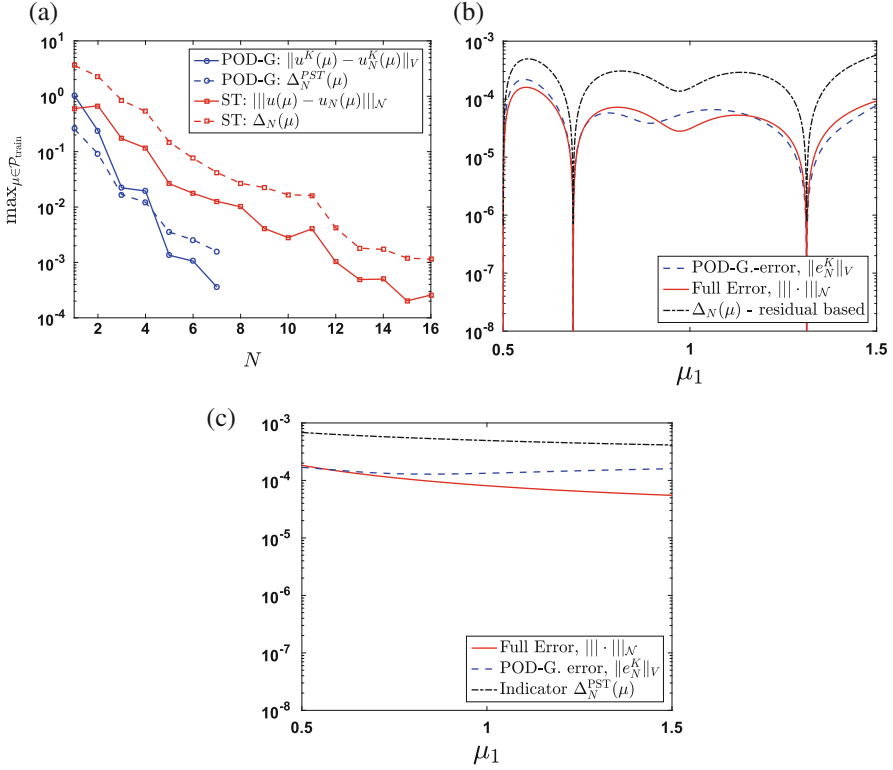 (a)
max_{μ∈𝒫_train}
10^1
10^0
10^-1
10^-2
10^-3
10^-4
2 4 6 8 10 12 14 16
N
POD-G: ‖u^K(μ) − u_N^K(μ)‖_V
POD-G: Δ_N^{PST}(μ)
ST: |||u(μ) − u_N(μ)|||_𝒩
ST: Δ_N(μ)
(b)
10^-3
10^-4
10^-5
10^-6
10^-7
10^-8
0.5 1 1.5
μ_1
POD-G.-error, ‖e_N^K‖_V
Full Error, ||| · |||_𝒩
Δ_N(μ) - residual based
(c)
10^-3
10^-4
10^-5
10^-6
10^-7
10^-8
0.5 1 1.5
μ_1
Full Error, ||| · |||_𝒩
POD-G. error, ‖e_N^K‖_V
Indicator Δ_N^{PST}(μ)